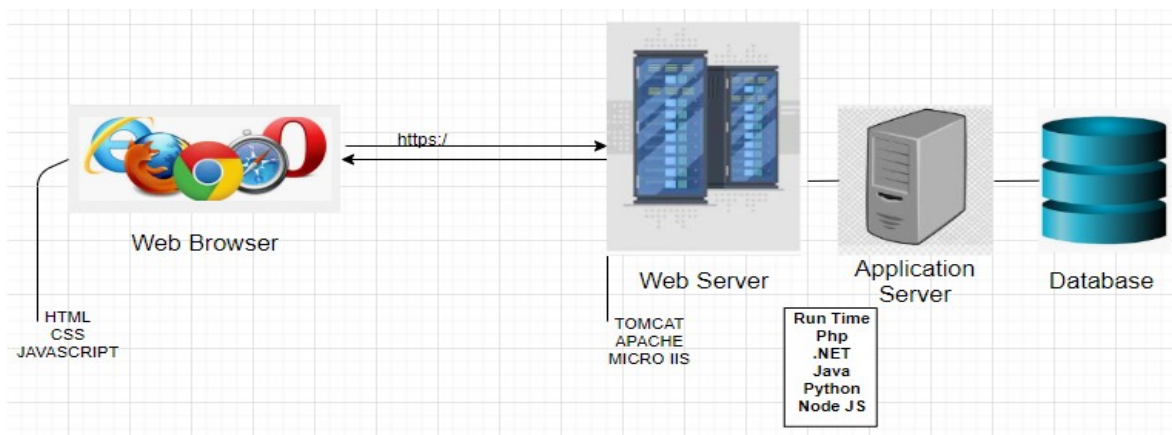 https:/
Web Browser
HTML
CSS
JAVASCRIPT
Web Server
TOMCAT
APACHE
MICRO IIS
Application
Server
Run Time
Php
.NET
Java
Python
Node JS
Database